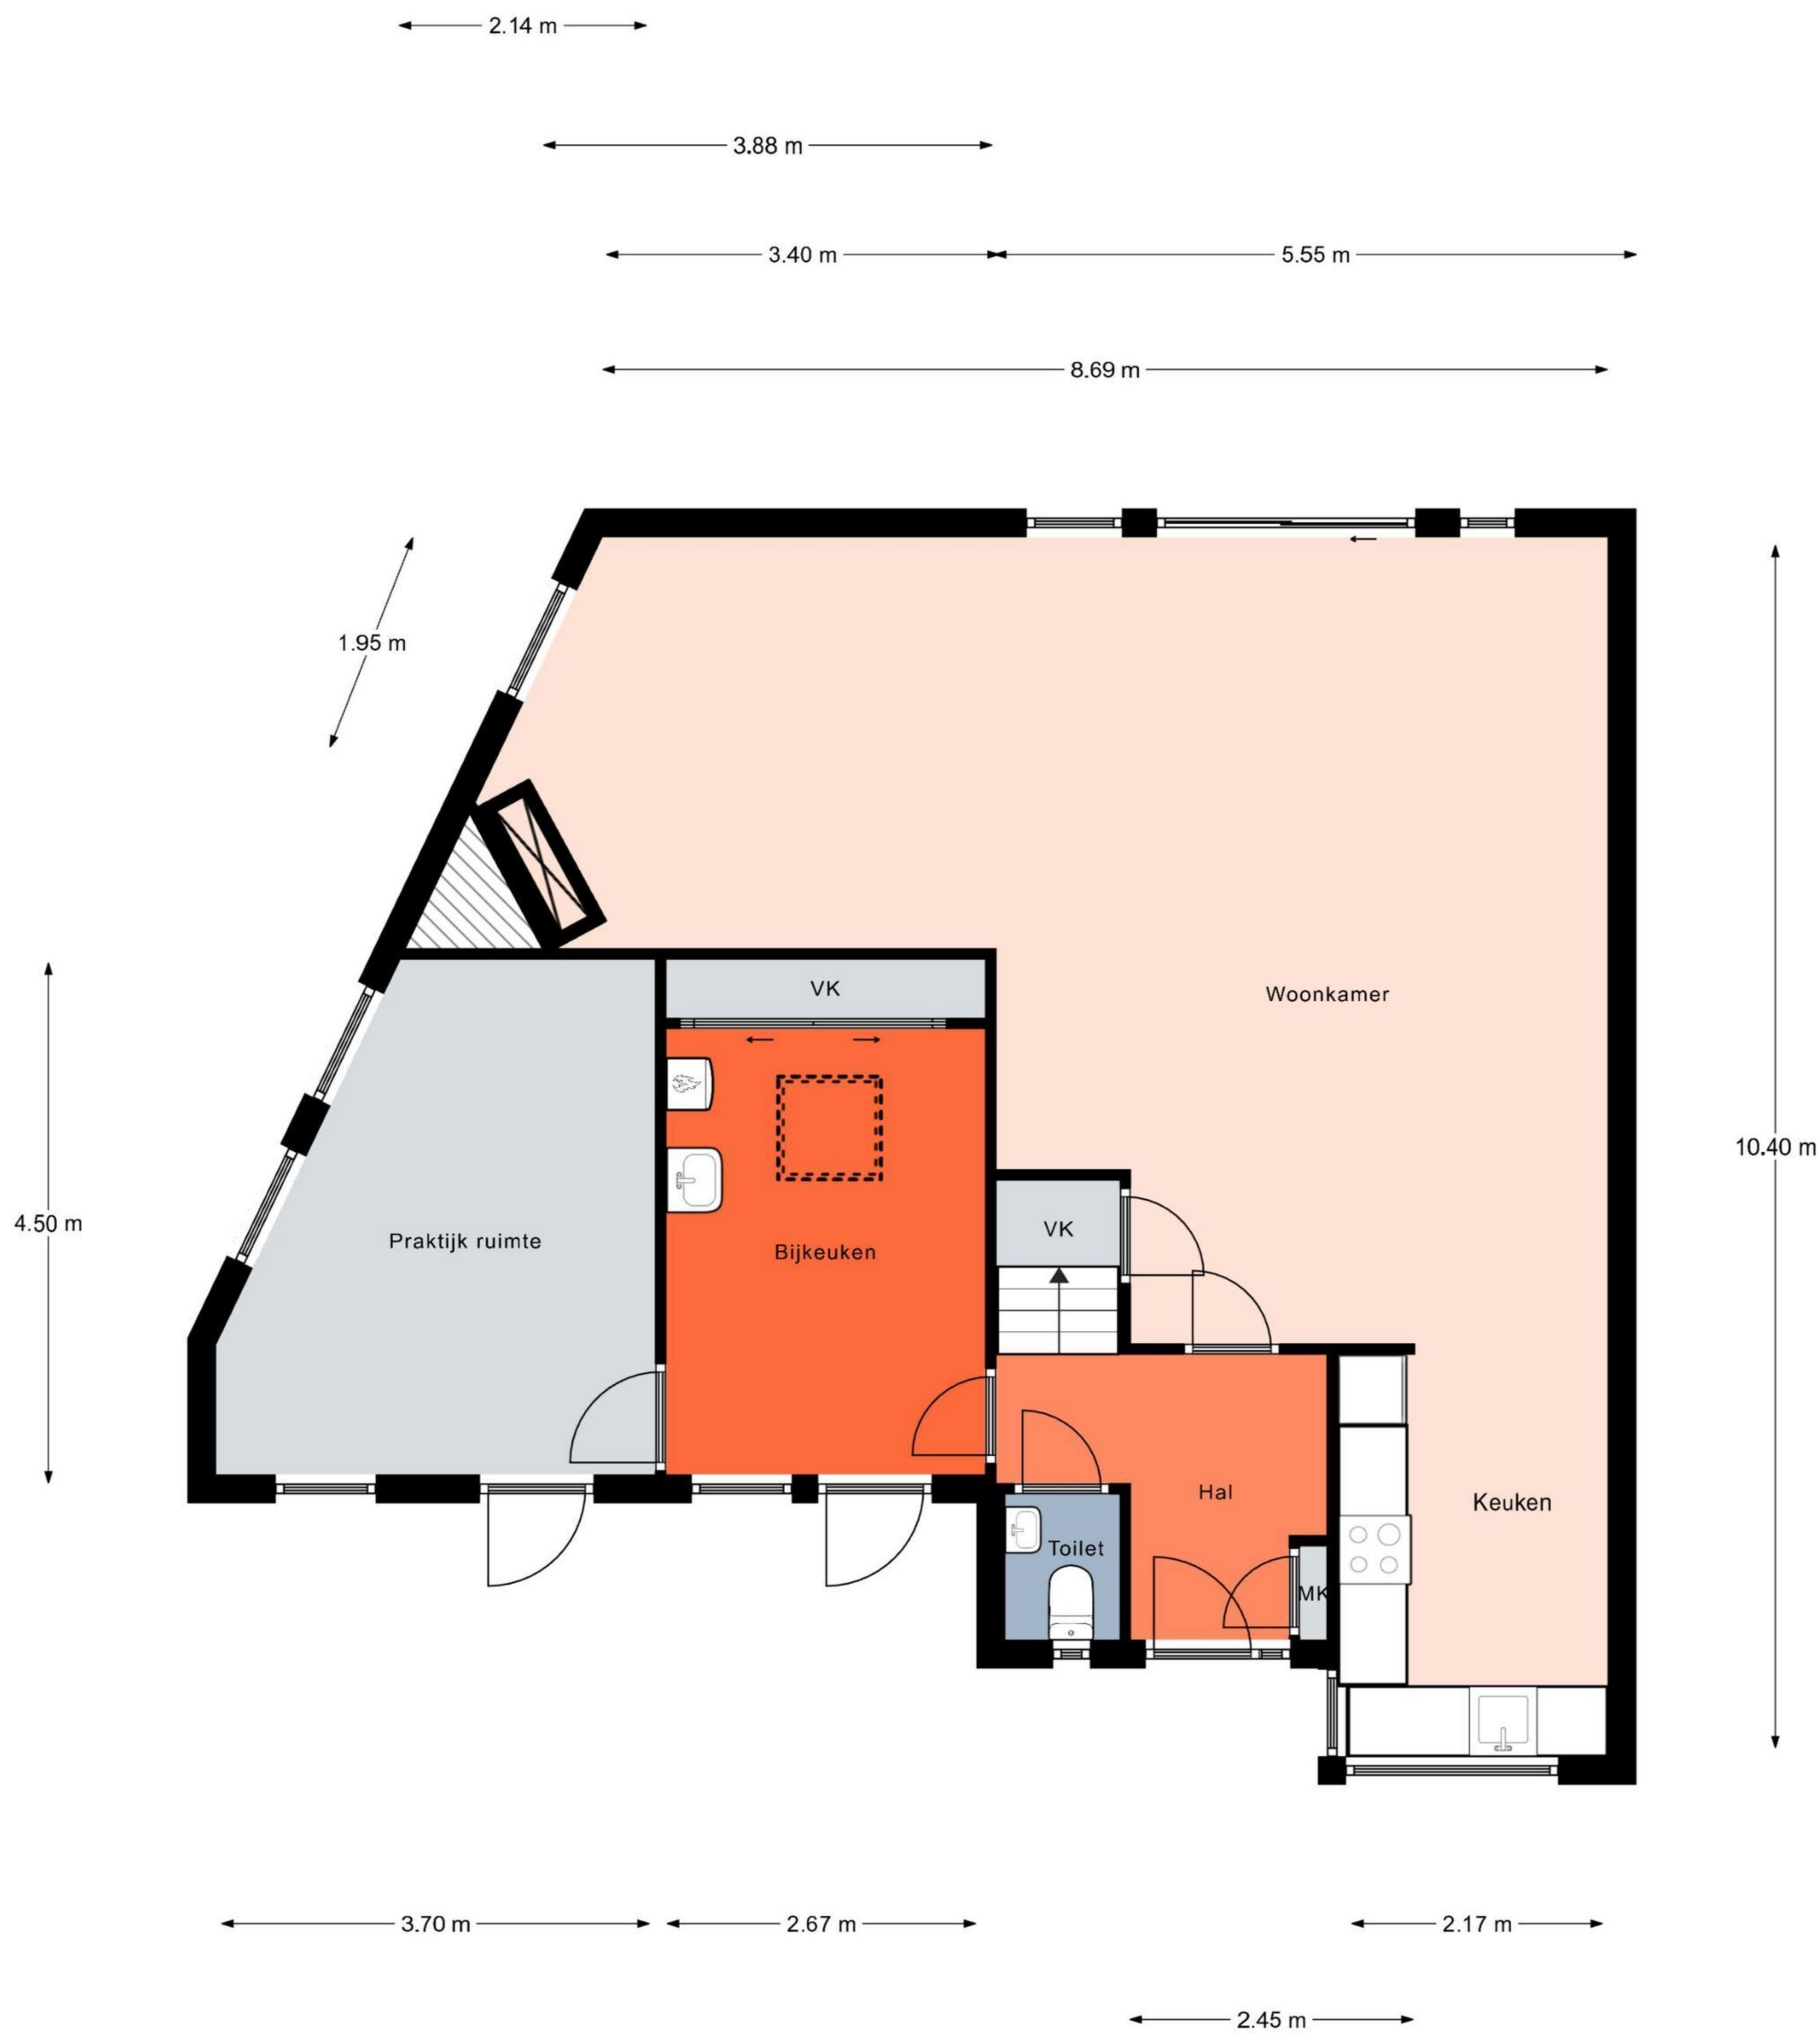 2.14 m
3.88 m
3.40 m
5.55 m
8.69 m
1.95 m
VK
Woonkamer
10.40 m
4.50 m
Praktijk ruimte
Bijkeuken
VK
Hal
Keuken
Toilet
MK
3.70 m
2.67 m
2.17 m
2.45 m